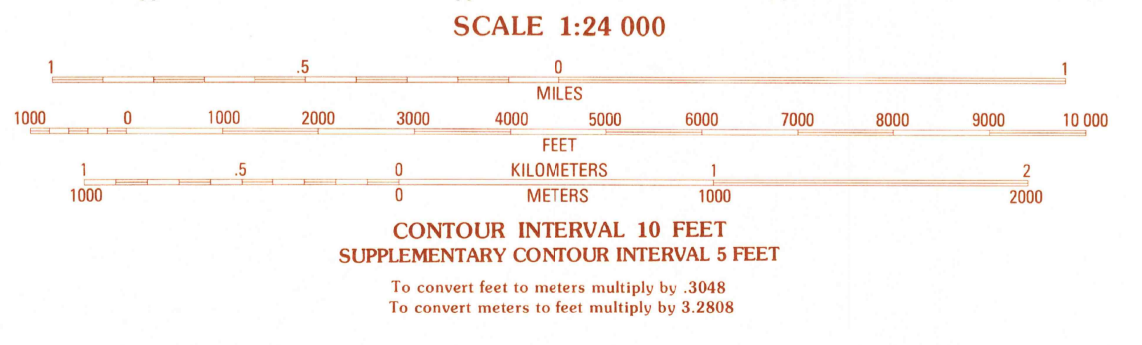 SCALE 1:24 000
1 .5 0 1
MILES
1000 0 1000 2000 3000 4000 5000 6000 7000 8000 9000 10 000
FEET
1 .5 0 KILOMETERS 1 2
1000 0 METERS 1000 2000
CONTOUR INTERVAL 10 FEET
SUPPLEMENTARY CONTOUR INTERVAL 5 FEET
To convert feet to meters multiply by .3048
To convert meters to feet multiply by 3.2808